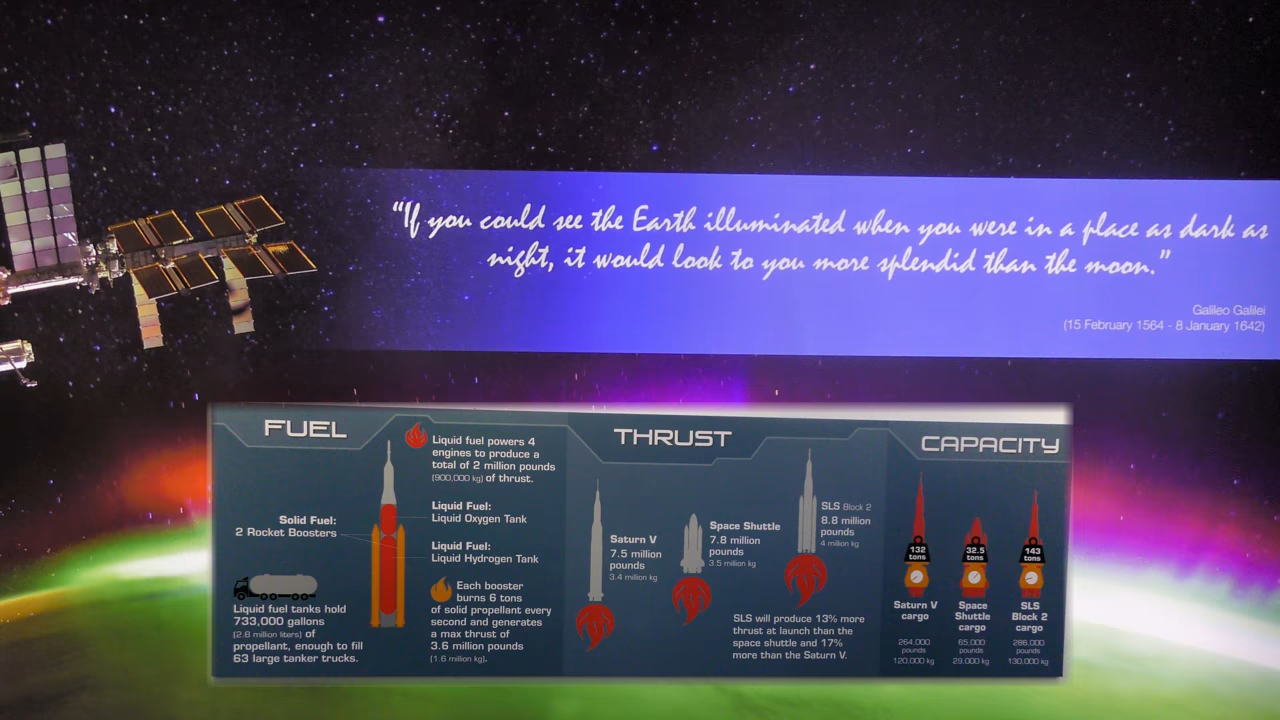 “If you could see the Earth illuminated when you were in a place as dark as
night, it would look to you more splendid than the moon.”
Galileo Galilei
(15 February 1564 - 8 January 1642)
FUEL
Liquid fuel powers 4
engines to produce a
total of 2 million pounds
(900,000 kg) of thrust.
Solid Fuel:
2 Rocket Boosters
Liquid Fuel:
Liquid Oxygen Tank
Liquid Fuel:
Liquid Hydrogen Tank
Liquid fuel tanks hold
733,000 gallons
(2.8 million liters) of
propellant, enough to fill
63 large tanker trucks.
Each booster
burns 6 tons
of solid propellant every
second and generates
a max thrust of
3.6 million pounds
(1.6 million kg).
THRUST
Saturn V
7.5 million
pounds
3.4 million kg
Space Shuttle
7.8 million
pounds
3.5 million kg
SLS Block 2
8.8 million
pounds
4 million kg
SLS will produce 13% more
thrust at launch than the
space shuttle and 17%
more than the Saturn V.
CAPACITY
132
tons
Saturn V
cargo
264,000
pounds
120,000 kg
32.5
tons
Space
Shuttle
cargo
65,000
pounds
29,000 kg
143
tons
SLS
Block 2
cargo
286,000
pounds
130,000 kg